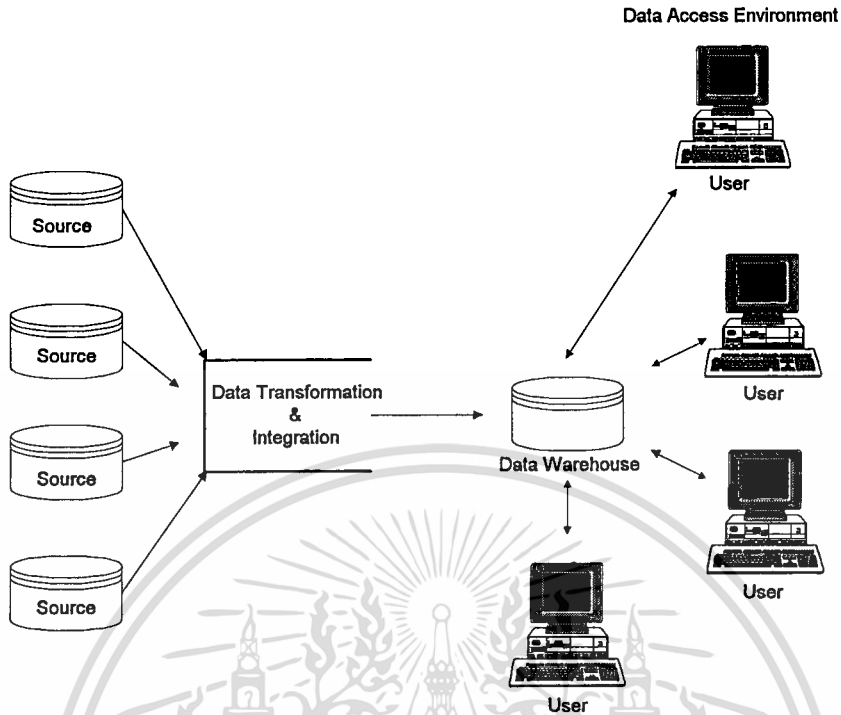 Data Access Environment
User
Source
Source
User
Data Transformation
&
Integration
Source
Data Warehouse
User
Source
User